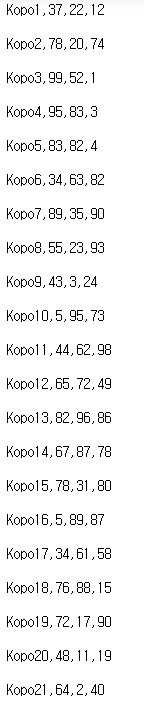 Kopo1,37,22,12
Kopo2,78,20,74
Kopo3,99,52,1
Kopo4,95,83,3
Kopo5,83,82,4
Kopo6,34,63,82
Kopo7,89,35,90
Kopo8,55,23,93
Kopo9,43,3,24
Kopo10,5,95,73
Kopo11,44,62,98
Kopo12,65,72,49
Kopo13,82,96,86
Kopo14,67,87,78
Kopo15,78,31,80
Kopo16,5,89,87
Kopo17,34,61,58
Kopo18,76,88,15
Kopo19,72,17,90
Kopo20,48,11,19
Kopo21,64,2,40